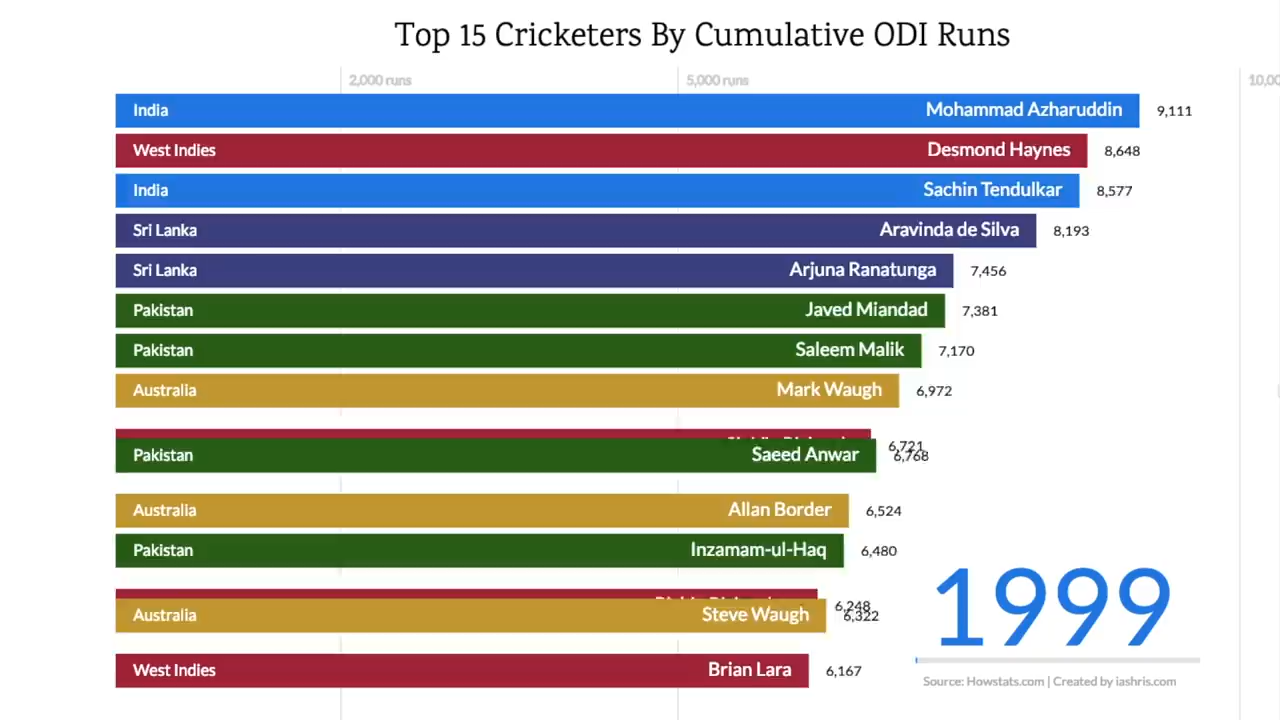 Top 15 Cricketers By Cumulative ODI Runs
2,000 runs 5,000 runs 10,00
India Mohammad Azharuddin 9,111
West Indies Desmond Haynes 8,648
India Sachin Tendulkar 8,577
Sri Lanka Aravinda de Silva 8,193
Sri Lanka Arjuna Ranatunga 7,456
Pakistan Javed Miandad 7,381
Pakistan Saleem Malik 7,170
Australia Mark Waugh 6,972
6,721
Pakistan Saeed Anwar 6,768
Australia Allan Border 6,524
Pakistan Inzamam-ul-Haq 6,480
6,248
Australia Steve Waugh 6,322
West Indies Brian Lara 6,167
1999
Source: Howstats.com | Created by iashris.com